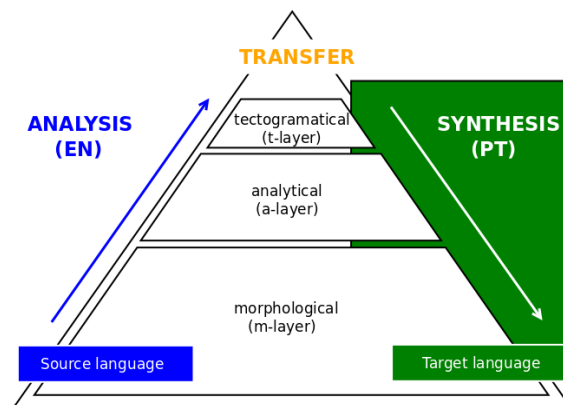 TRANSFER
ANALYSIS
(EN)
tectogramatical
(t-layer)
SYNTHESIS
(PT)
analytical
(a-layer)
morphological
(m-layer)
Source language
Target language